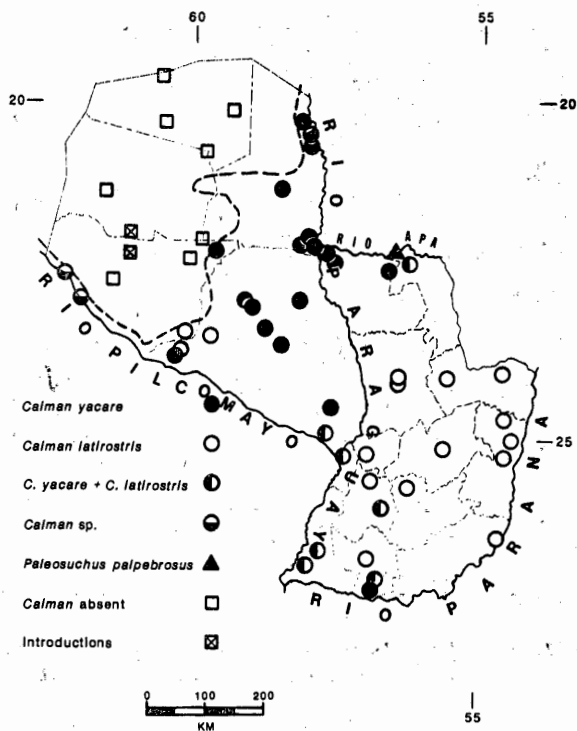 60 55
20 20
RIO PARAGUAY
RIO APA
RIO PILCOMAYO
25
RIO PARANA
Caiman yacare
Caiman latirostris
C. yacare + C. latirostris
Caiman sp.
Paleosuchus palpebrosus
Caiman absent
Introductions
0 100 200
KM
55